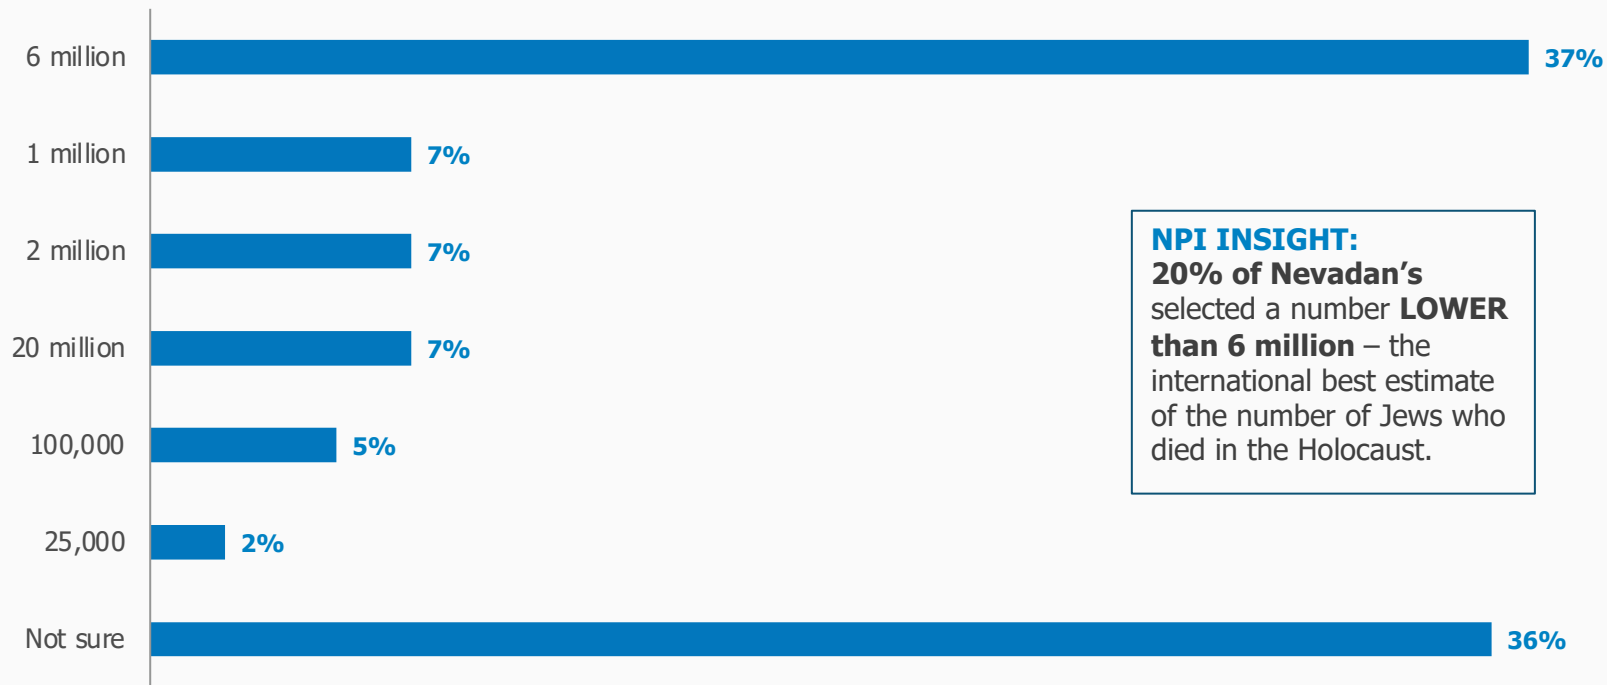 6 million
37%
1 million
7%
2 million
7%
20 million
7%
100,000
5%
25,000
2%
Not sure
36%
NPI INSIGHT:
20% of Nevadan’s
selected a number LOWER
than 6 million – the
international best estimate
of the number of Jews who
died in the Holocaust.